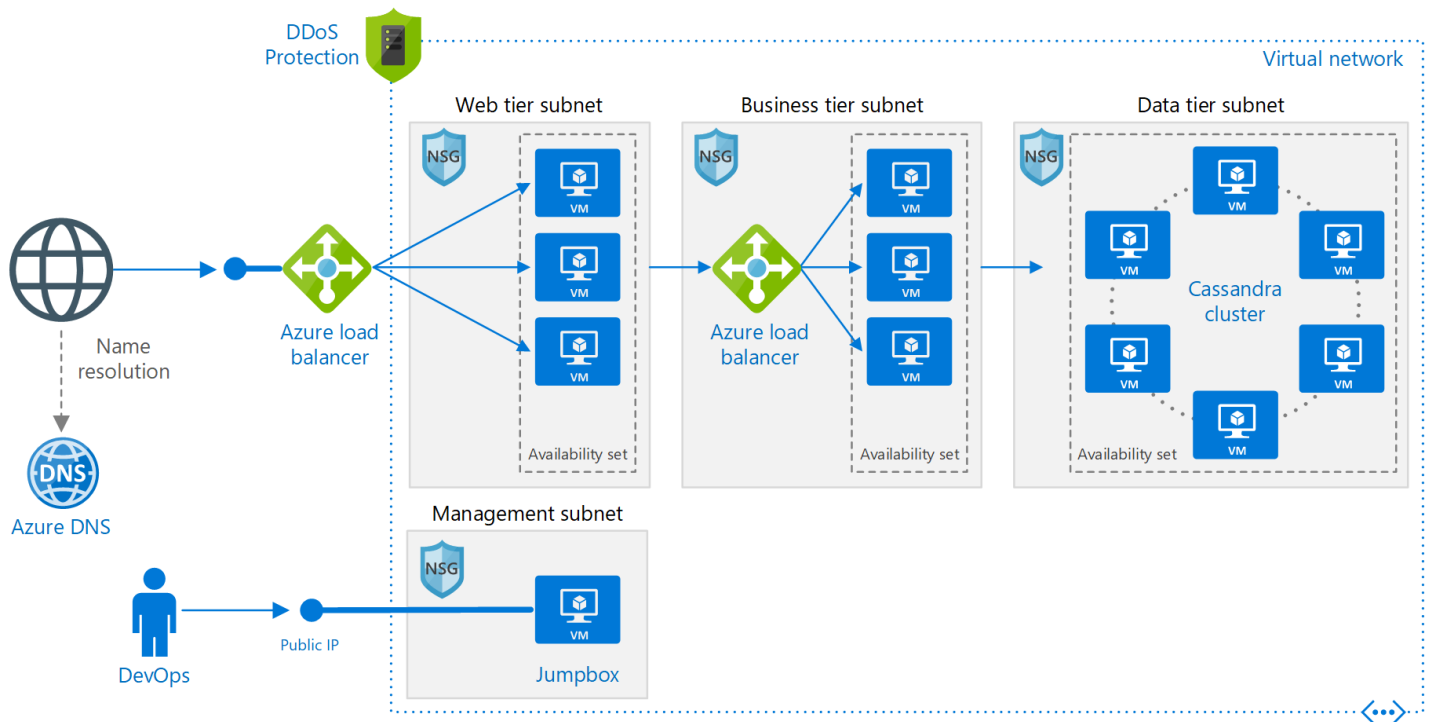 DDoS
Protection
Virtual network
Web tier subnet
Business tier subnet
Data tier subnet
NSG
NSG
NSG
VM
VM
VM
VM
VM
VM
VM
VM
VM
VM
VM
VM
Cassandra
cluster
Azure load
balancer
Azure load
balancer
Name
resolution
Availability set
Availability set
Availability set
DNS
Azure DNS
Management subnet
NSG
VM
Jumpbox
Public IP
DevOps